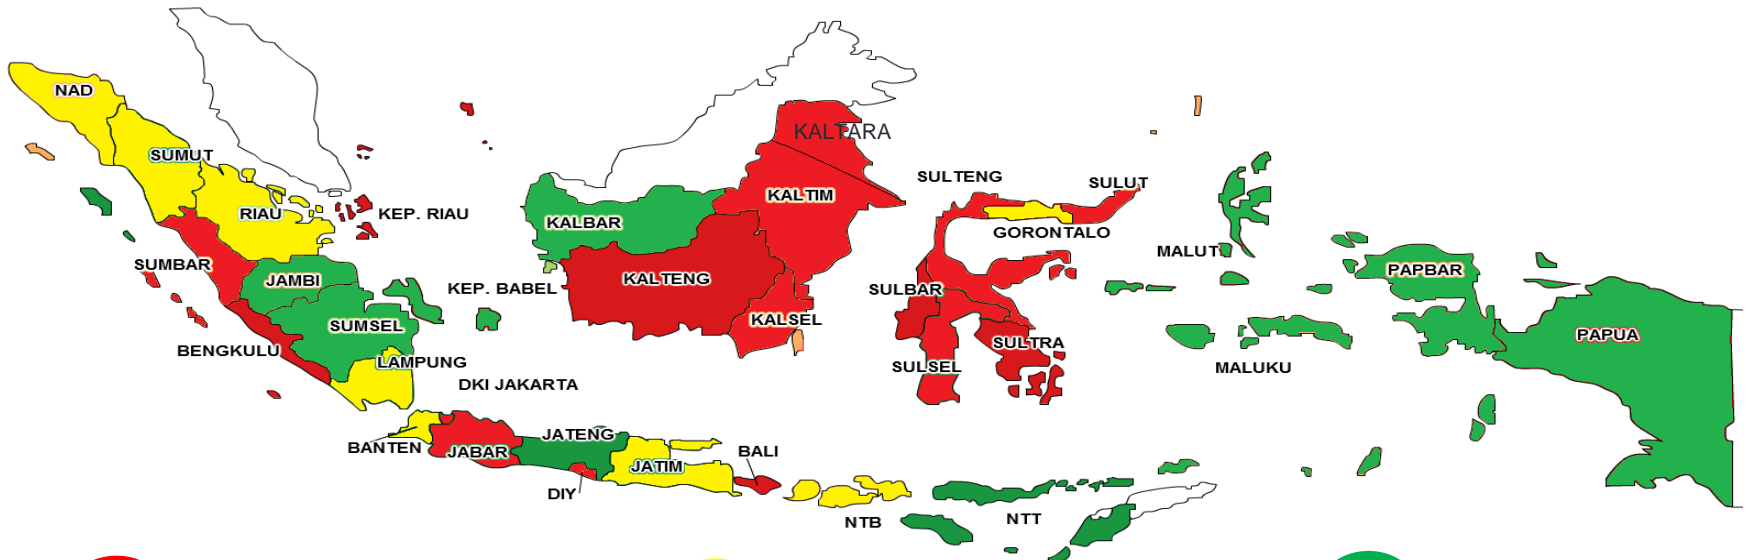 NAD
SUMUT
RIAU
KEP. RIAU
SUMBAR
JAMBI
KEP. BABEL
SUMSEL
BENGKULU
LAMPUNG
DKI JAKARTA
BANTEN
JABAR
JATENG
DIY
JATIM
BALI
NTB
NTT
KALTARA
KALTIM
KALBAR
KALTENG
KALSEL
SULTENG
SULUT
GORONTALO
SULBAR
SULTRA
SULSEL
MALUT
MALUKU
PAPBAR
PAPUA